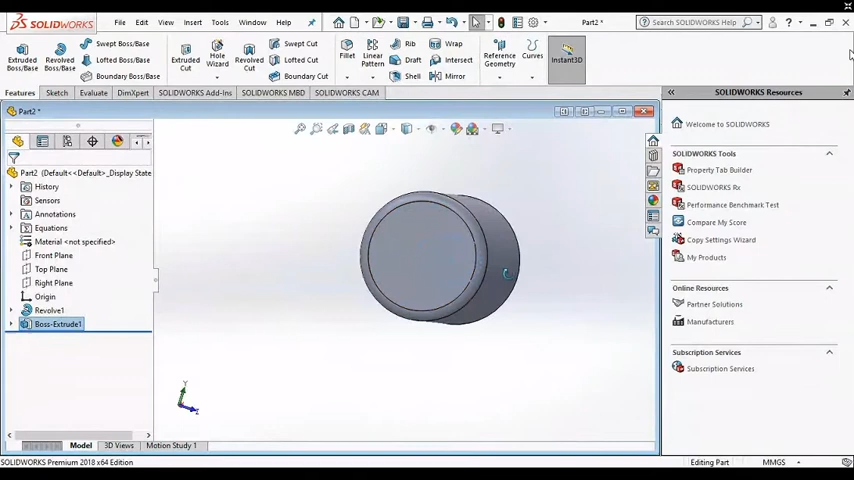 SOLIDWORKS File Edit View Insert Tools Window Help Part2 * Search SOLIDWORKS Help
Extruded Boss/Base
Revolved Boss/Base
Swept Boss/Base
Lofted Boss/Base
Boundary Boss/Base
Extruded Cut
Hole Wizard
Revolved Cut
Swept Cut
Lofted Cut
Boundary Cut
Fillet
Linear Pattern
Rib
Draft
Shell
Wrap
Intersect
Mirror
Reference Geometry
Curves
Instant3D
Features Sketch Evaluate DimXpert SOLIDWORKS Add-Ins SOLIDWORKS MBD SOLIDWORKS CAM
SOLIDWORKS Resources
Part2 *
Part2 (Default<<Default>_Display State
History
Sensors
Annotations
Equations
Material <not specified>
Front Plane
Top Plane
Right Plane
Origin
Revolve1
Boss-Extrude1
Y
Z
Welcome to SOLIDWORKS
SOLIDWORKS Tools
Property Tab Builder
SOLIDWORKS Rx
Performance Benchmark Test
Compare My Score
Copy Settings Wizard
My Products
Online Resources
Partner Solutions
Manufacturers
Subscription Services
Subscription Services
Model 3D Views Motion Study 1
SOLIDWORKS Premium 2018 x64 Edition Editing Part MMGS